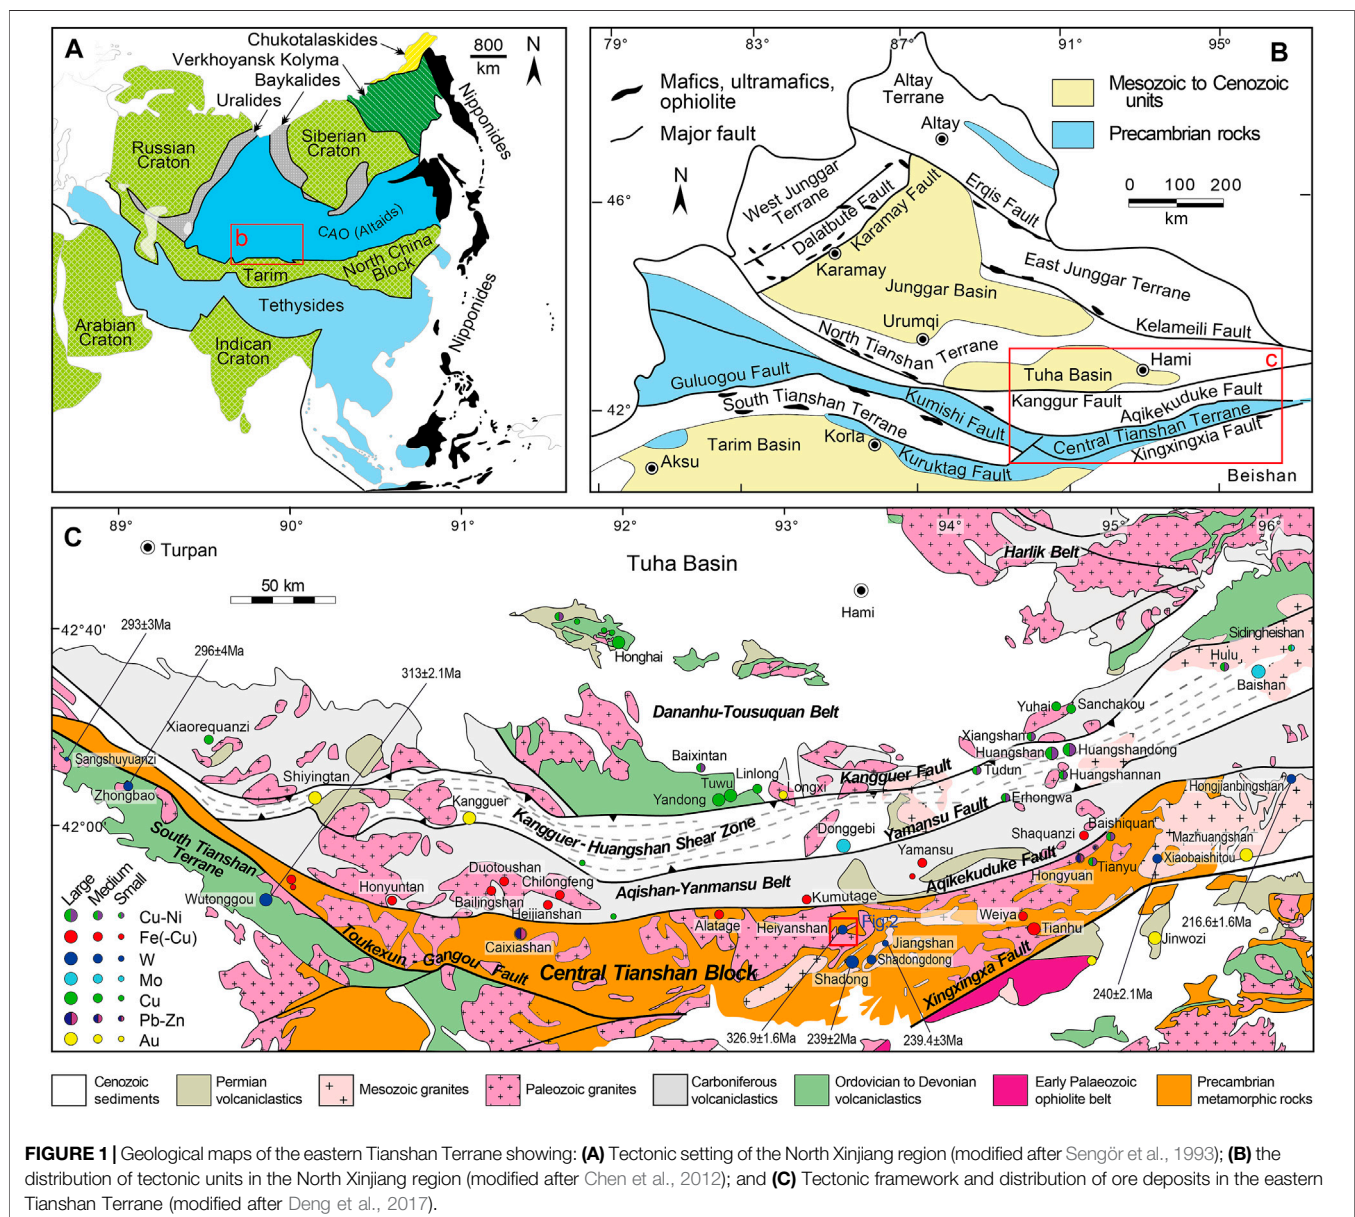 A
Chukotalaskides
Verkhoyansk Kolyma
Baykalides
Uralides
800
km
N
Nipponides
Russian
Craton
Siberian
Craton
CAO (Altaids)
b
North China
Block
Tarim
Tethysides
Arabian
Craton
Indican
Craton
Nipponides
79°
83°
87°
91°
95°
B
Mafics, ultramafics,
ophiolite
Major fault
Mesozoic to Cenozoic
units
Precambrian rocks
0 100 200
km
N
46°
42°
Altay
Terrane
Altay
West Junggar
Terrane
Dalabute Fault
Karamay Fault
Karamay
Erqis Fault
East Junggar Terrane
Junggar Basin
Urumqi
Kelameili Fault
North Tianshan Terrane
Hami
C
Tuha Basin
Guluogou Fault
Kanggur Fault
Aqikekuduke Fault
South Tianshan Terrane
Kumishi Fault
Central Tianshan Terrane
Xingxingxia Fault
Tarim Basin
Korla
Kuruktag Fault
Aksu
Beishan
C
89°
90°
91°
92°
93°
94°
95°
96°
Turpan
50 km
Tuha Basin
Hami
Harlik Belt
42°40'
42°00'
293±3Ma
296±4Ma
313±2.1Ma
Honghai
Sidingheishan
Hulu
Baishan
Dananhu-Tousuquan Belt
Yuhai
Sanchakou
Xiaorequanzi
Xiangshan
Huangshan
Huangshandong
Sangshuyuanzi
Shiyingtan
Baixintan
Kangguer Fault
Tudun
Huangshannan
Zhongbao
Tuwu
Linlong
Longxi
Yandong
Hongjianbingshan
Kangguer
Erhongwa
Kangguer-Huangshan Shear Zone
Yamansu Fault
Donggebi
Baishiquan
Shaquanzi
Mazhuangshan
South Tianshan
Terrane
Yamansu
Xiaobaishitou
Duotoushan
Aqikekuduke Fault
Tianyu
Hongyuan
Honyuntan
Chilongfeng
Aqishan-Yanmansu Belt
Bailingshan
Heijianshan
Kumutage
Wutonggou
Alatage
Heiyanshan
Fig.2
Weiya
Tianhu
216.6±1.6Ma
Jinwozi
Toukexun - Gangou Fault
Caixiashan
Jiangshan
Shadongdong
Central Tianshan Block
Shadong
Xingxingxa Fault
240±2.1Ma
326.9±1.6Ma
239±2Ma
239.4±3Ma
Large
Medium
Small
Cu-Ni
Fe(-Cu)
W
Mo
Cu
Pb-Zn
Au
Cenozoic
sediments
Permian
volcaniclastics
Mesozoic granites
Paleozoic granites
Carboniferous
volcaniclastics
Ordovician to Devonian
volcaniclastics
Early Palaeozoic
ophiolite belt
Precambrian
metamorphic rocks
FIGURE 1 | Geological maps of the eastern Tianshan Terrane showing: (A) Tectonic setting of the North Xinjiang region (modified after Sengör et al., 1993); (B) the
distribution of tectonic units in the North Xinjiang region (modified after Chen et al., 2012); and (C) Tectonic framework and distribution of ore deposits in the eastern
Tianshan Terrane (modified after Deng et al., 2017).